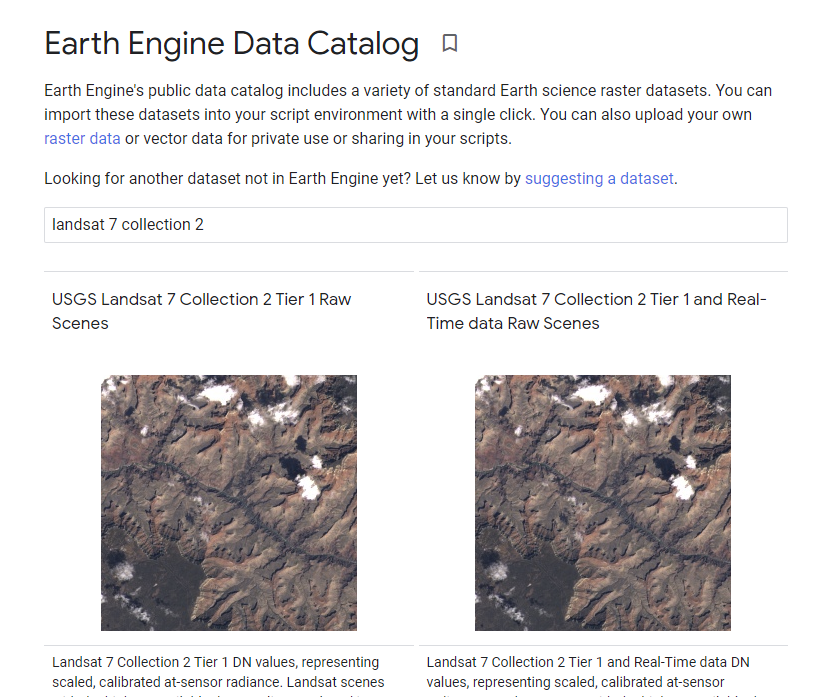 Earth Engine Data Catalog
Earth Engine's public data catalog includes a variety of standard Earth science raster datasets. You can
import these datasets into your script environment with a single click. You can also upload your own
raster data or vector data for private use or sharing in your scripts.
Looking for another dataset not in Earth Engine yet? Let us know by suggesting a dataset.
landsat 7 collection 2
USGS Landsat 7 Collection 2 Tier 1 Raw
Scenes
USGS Landsat 7 Collection 2 Tier 1 and Real-
Time data Raw Scenes
Landsat 7 Collection 2 Tier 1 DN values, representing
scaled, calibrated at-sensor radiance. Landsat scenes
Landsat 7 Collection 2 Tier 1 and Real-Time data DN
values, representing scaled, calibrated at-sensor